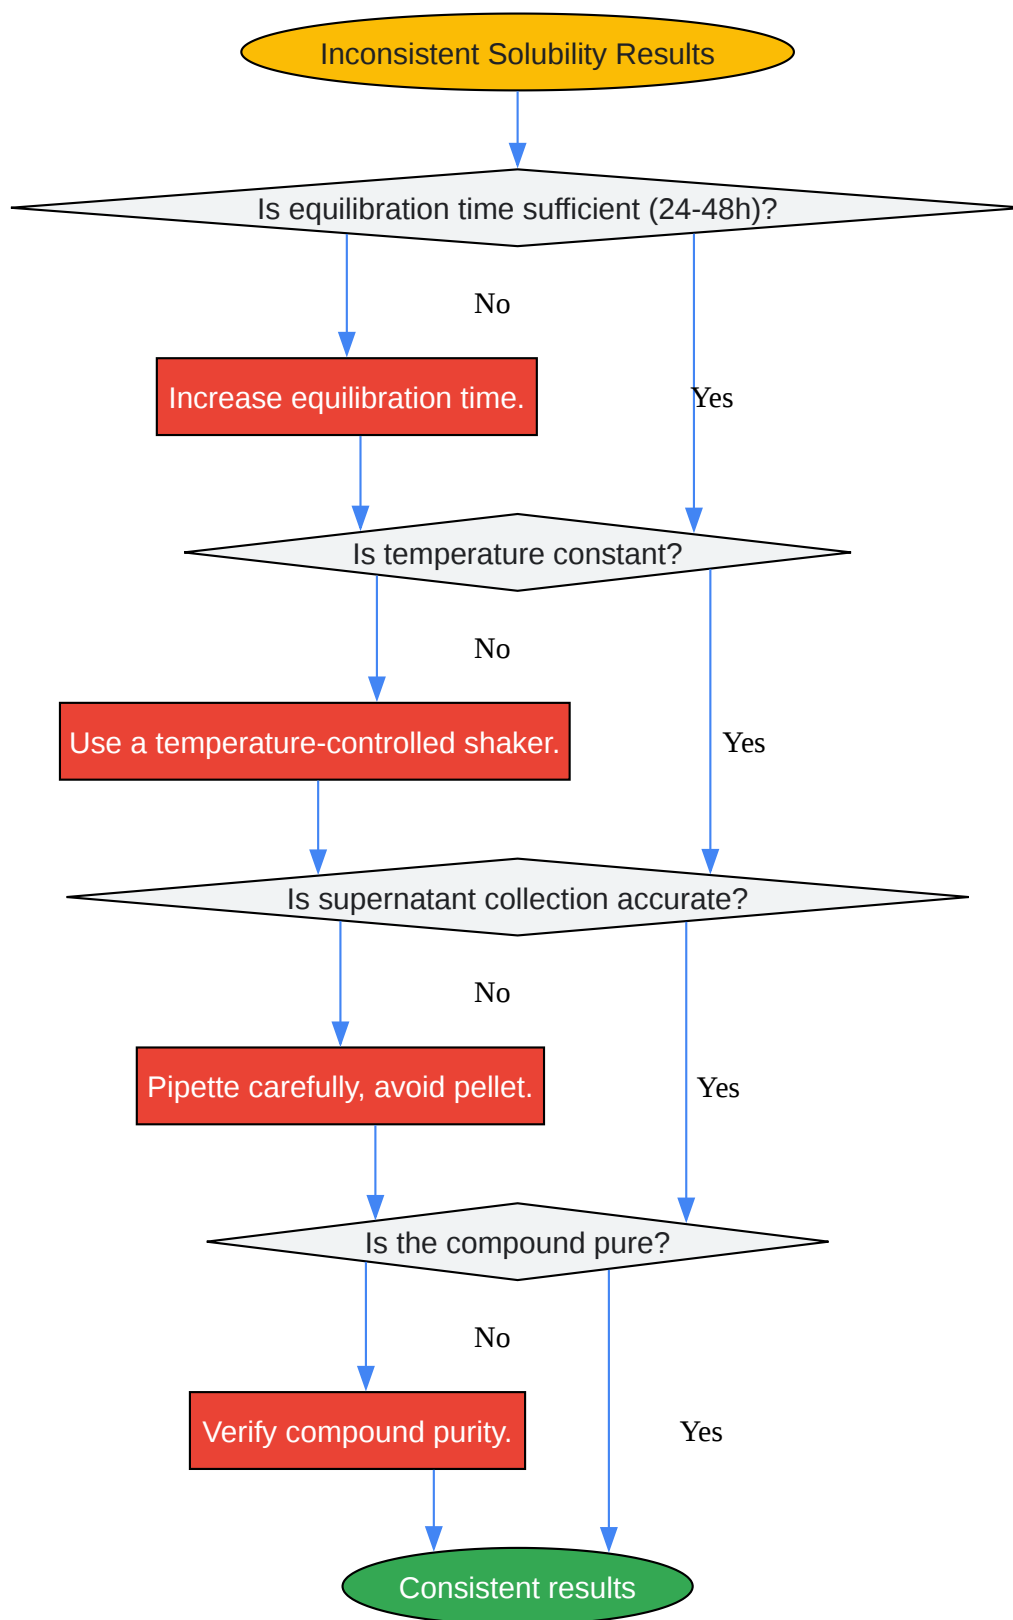 Inconsistent Solubility Results
Is equilibration time sufficient (24-48h)?
No
Increase equilibration time.
Yes
Is temperature constant?
No
Use a temperature-controlled shaker.
Yes
Is supernatant collection accurate?
No
Pipette carefully, avoid pellet.
Yes
Is the compound pure?
No
Verify compound purity.
Yes
Consistent results